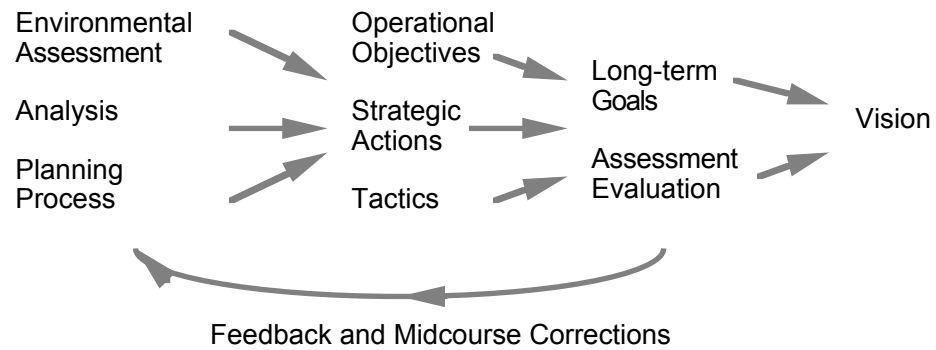 Environmental
Assessment
Analysis
Planning
Process
Operational
Objectives
Strategic
Actions
Tactics
Long-term
Goals
Assessment
Evaluation
Vision
Feedback and Midcourse Corrections